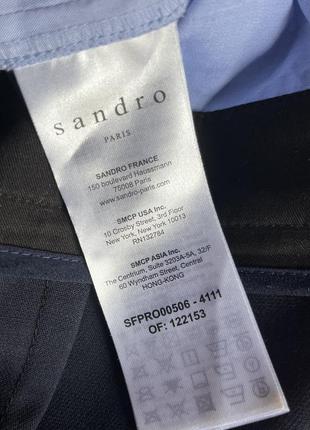 sandro
PARIS
SANDRO FRANCE
150 boulevard Haussmann
75008 Paris
www.sandro-paris.com
SMCP USA Inc.
10 Crosby Street, 3rd Floor
New York, New York 10013
RN132784
SMCP ASIA Inc.
The Centrium, Suite 3203-5A, 32/F
60 Wyndham Street, Central
HONG-KONG
SFPRO00506 - 4111
OF: 122153